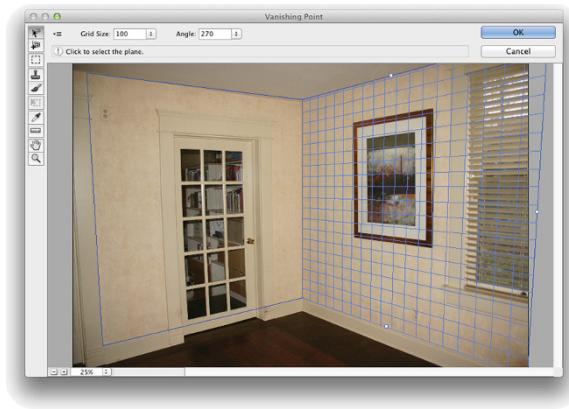 Vanishing Point
Grid Size: 100 Angle: 270 OK
Click to select the plane. Cancel
25%